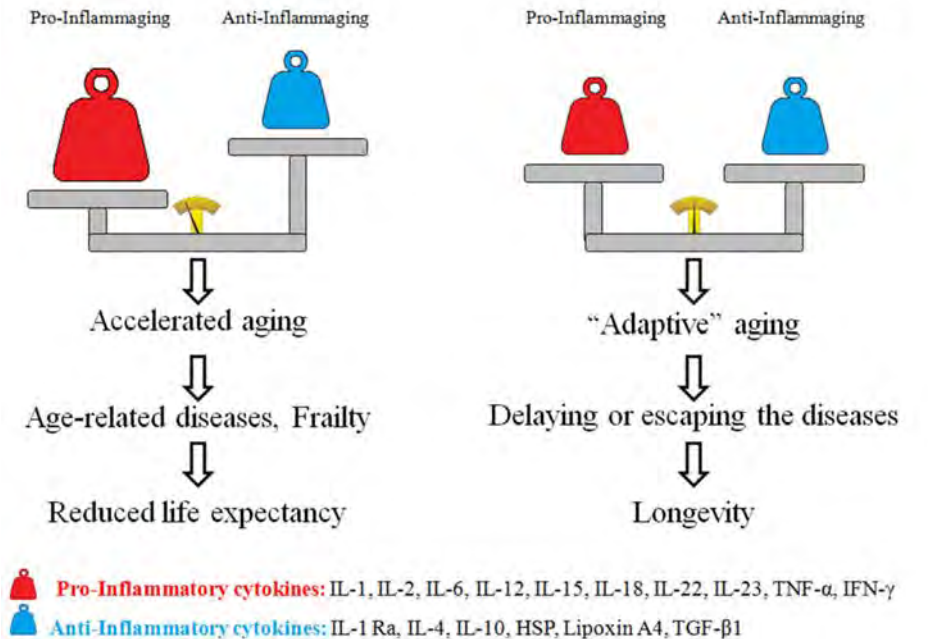 Pro-Inflammaging
Anti-Inflammaging
Accelerated aging
Age-related diseases, Frailty
Reduced life expectancy
Pro-Inflammaging
Anti-Inflammaging
“Adaptive” aging
Delaying or escaping the diseases
Longevity
Pro-Inflammatory cytokines: IL-1, IL-2, IL-6, IL-12, IL-15, IL-18, IL-22, IL-23, TNF-α, IFN-γ
Anti-Inflammatory cytokines: IL-1 Ra, IL-4, IL-10, HSP, Lipoxin A4, TGF-β1